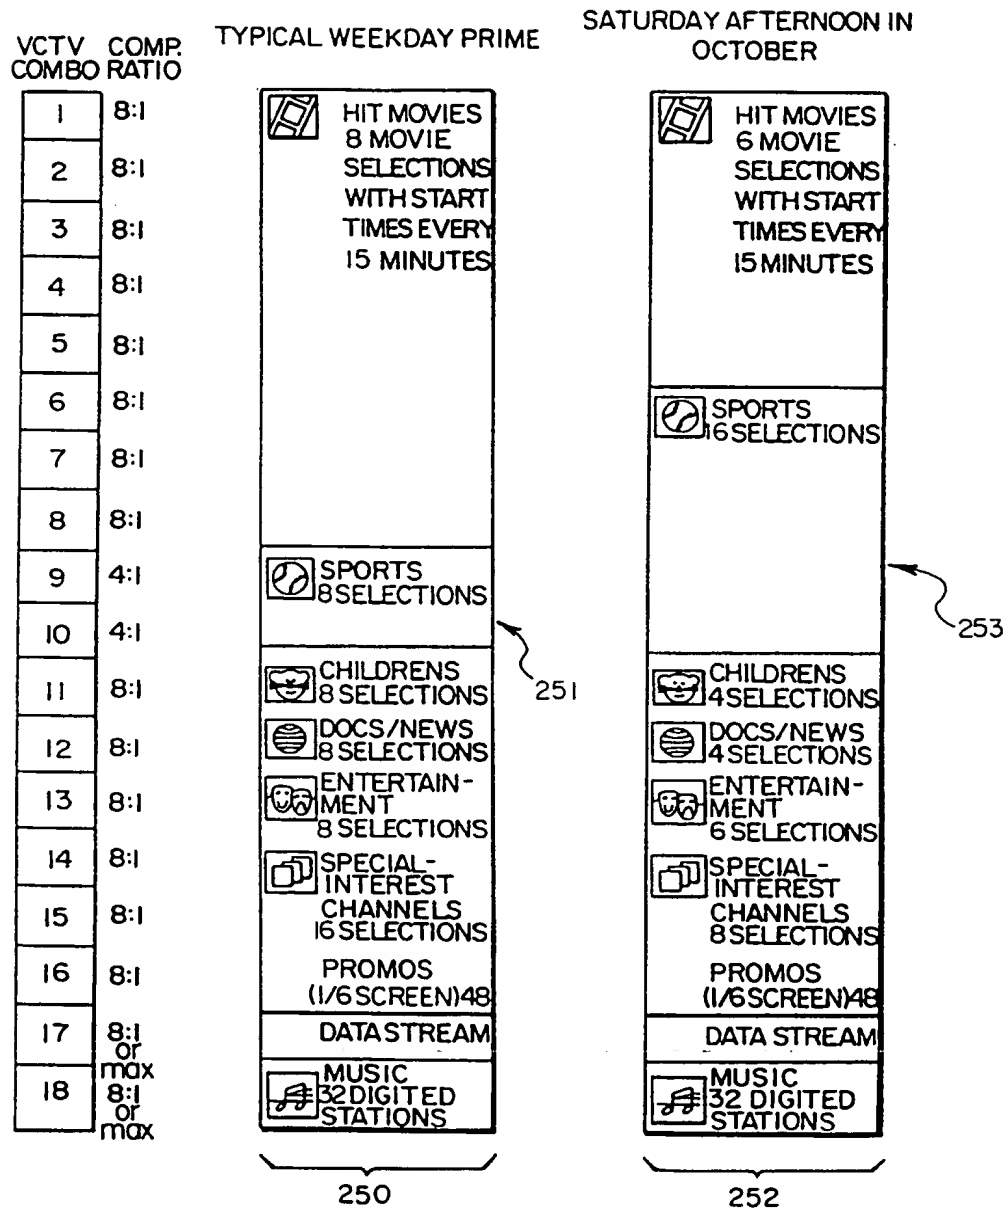 VCTV COMBO
COMP. RATIO
1 8:1
2 8:1
3 8:1
4 8:1
5 8:1
6 8:1
7 8:1
8 8:1
9 4:1
10 4:1
11 8:1
12 8:1
13 8:1
14 8:1
15 8:1
16 8:1
17 8:1 or max
18 8:1 or max
TYPICAL WEEKDAY PRIME
HIT MOVIES
8 MOVIE
SELECTIONS
WITH START
TIMES EVERY
15 MINUTES
SPORTS
8 SELECTIONS
251
CHILDRENS
8 SELECTIONS
DOCS/NEWS
8 SELECTIONS
ENTERTAIN-
MENT
8 SELECTIONS
SPECIAL-
INTEREST
CHANNELS
16 SELECTIONS
PROMOS
(1/6 SCREEN)48
DATA STREAM
MUSIC
32 DIGITED
STATIONS
250
SATURDAY AFTERNOON IN
OCTOBER
HIT MOVIES
6 MOVIE
SELECTIONS
WITH START
TIMES EVERY
15 MINUTES
SPORTS
16 SELECTIONS
253
CHILDRENS
4 SELECTIONS
DOCS/NEWS
4 SELECTIONS
ENTERTAIN-
MENT
6 SELECTIONS
SPECIAL-
INTEREST
CHANNELS
8 SELECTIONS
PROMOS
(1/6 SCREEN)48
DATA STREAM
MUSIC
32 DIGITED
STATIONS
252